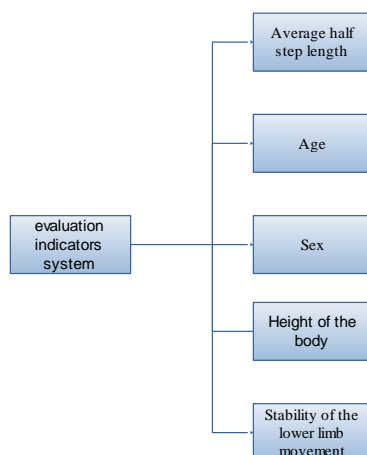 Average half
step length
Age
evaluation
indicators
system
Sex
Height of the
body
Stability of the
lower limb
movement